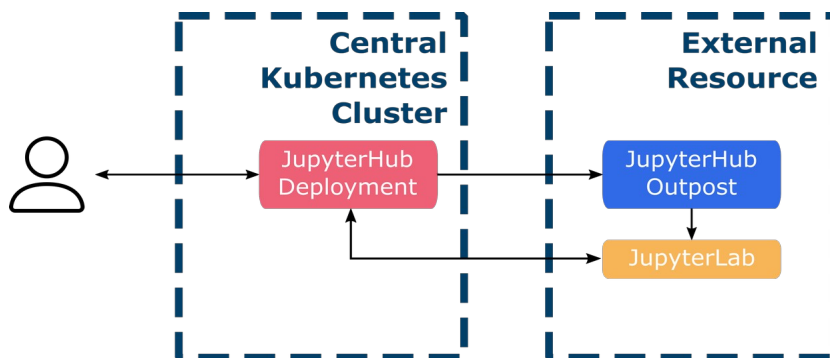 Central
Kubernetes
Cluster
External
Resource
JupyterHub
Deployment
JupyterHub
Outpost
JupyterLab